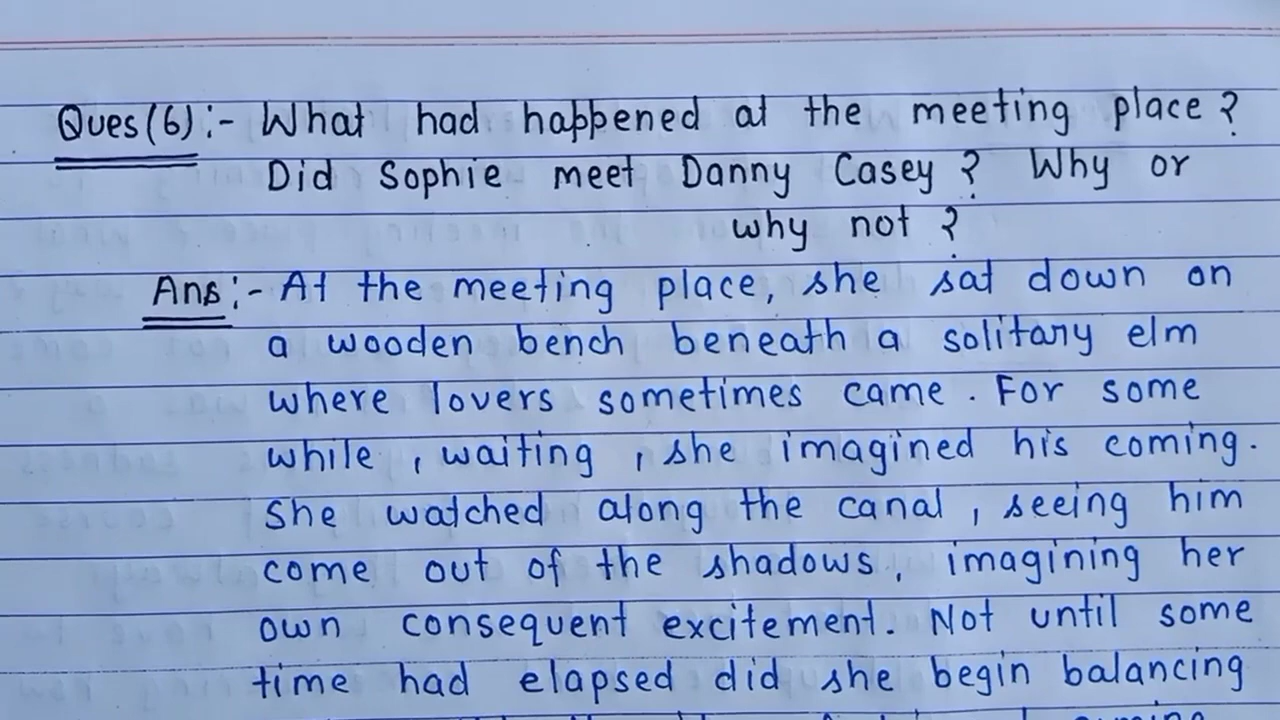 Ques (6) :- What had happened at the meeting place ?
Did Sophie meet Danny Casey ? Why or
why not ?
Ans :- At the meeting place, she sat down on
a wooden bench beneath a solitary elm
where lovers sometimes came . For some
while , waiting , she imagined his coming.
She watched along the canal , seeing him
come out of the shadows, imagining her
own consequent excitement. Not until some
time had elapsed did she begin balancing